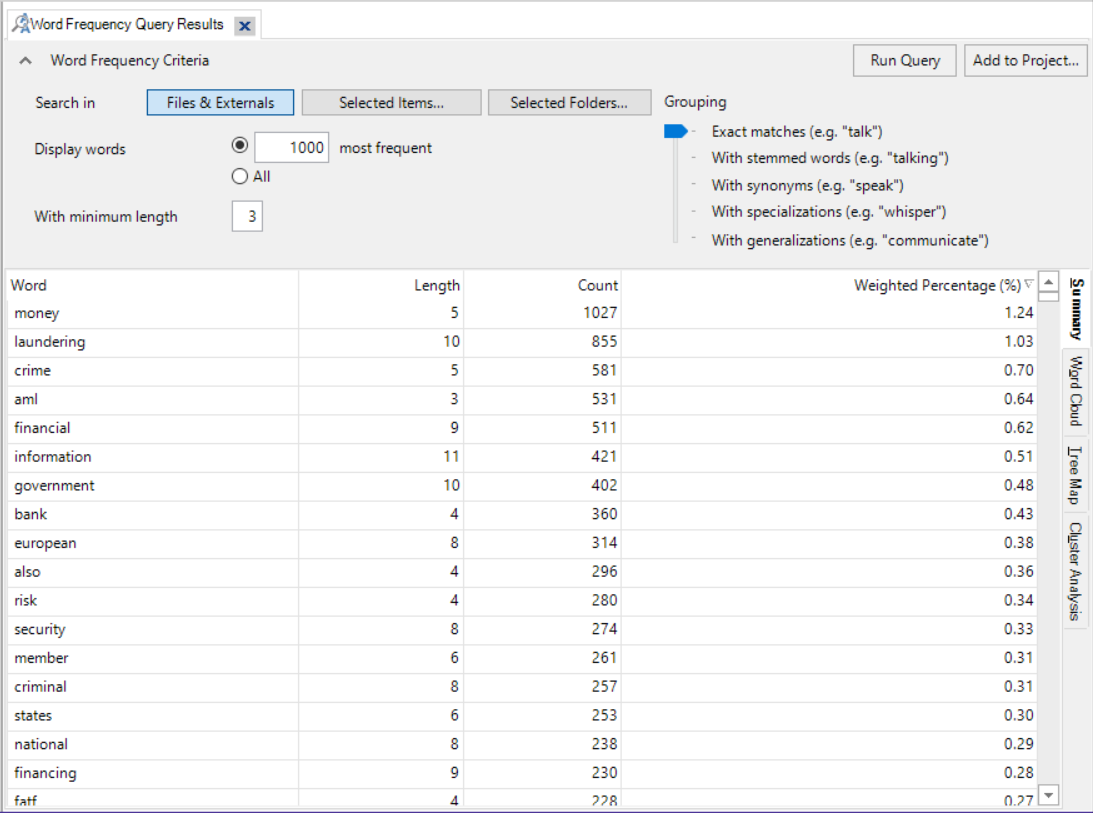 Word Frequency Query Results
Word Frequency Criteria Run Query Add to Project...
Search in Files & Externals Selected Items... Selected Folders... Grouping
Exact matches (e.g. "talk")
Display words 1000 most frequent
With stemmed words (e.g. "talking")
All
With synonyms (e.g. "speak")
With minimum length 3
With specializations (e.g. "whisper")
With generalizations (e.g. "communicate")
Word Length Count Weighted Percentage (%)
money 5 1027 1.24
laundering 10 855 1.03
crime 5 581 0.70
aml 3 531 0.64
financial 9 511 0.62
information 11 421 0.51
government 10 402 0.48
bank 4 360 0.43
european 8 314 0.38
also 4 296 0.36
risk 4 280 0.34
security 8 274 0.33
member 6 261 0.31
criminal 8 257 0.31
states 6 253 0.30
national 8 238 0.29
financing 9 230 0.28
fatf 4 228 0.27
Summary
Word Cloud
Tree Map
Cluster Analysis